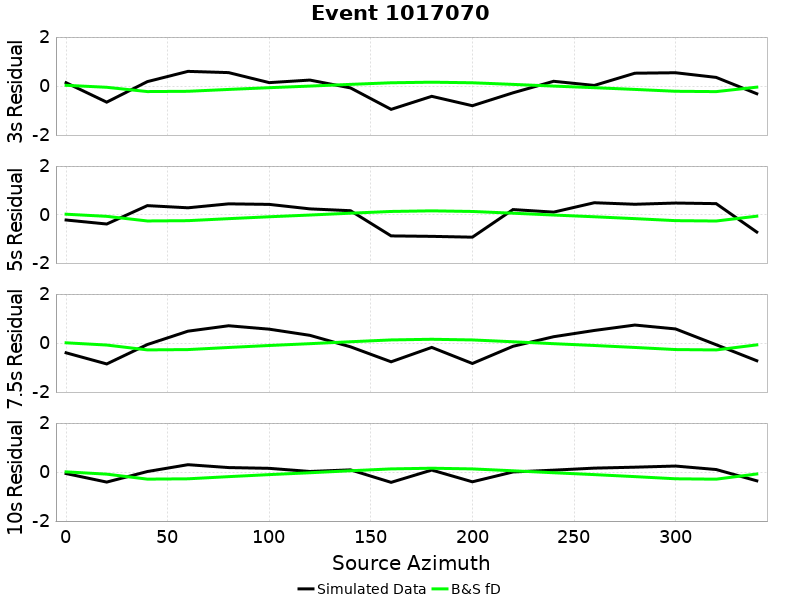 Event 1017070
3s Residual
2
0
-2
5s Residual
2
0
-2
7.5s Residual
2
0
-2
10s Residual
2
0
-2
0 50 100 150 200 250 300
Source Azimuth
Simulated Data B&S fD